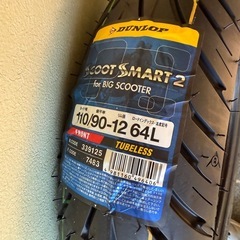 DUNLOP
SCOOT SMART 2
for BIG SCOOTER
110/90-12 64L
FRONT
TUBELESS
339125
7483